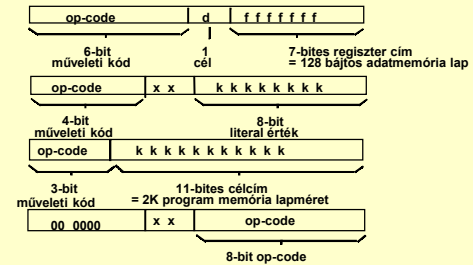 op-code d f f f f f f f
6-bit 1 7-bites regiszter cím
műveleti kód cél = 128 bájtos adatmemória lap
op-code x x k k k k k k k k
4-bit 8-bit
műveleti kód literal érték
op-code k k k k k k k k k k k
3-bit 11-bites célcím
műveleti kód = 2K program memória lapméret
00 0000 x x op-code
8-bit op-code